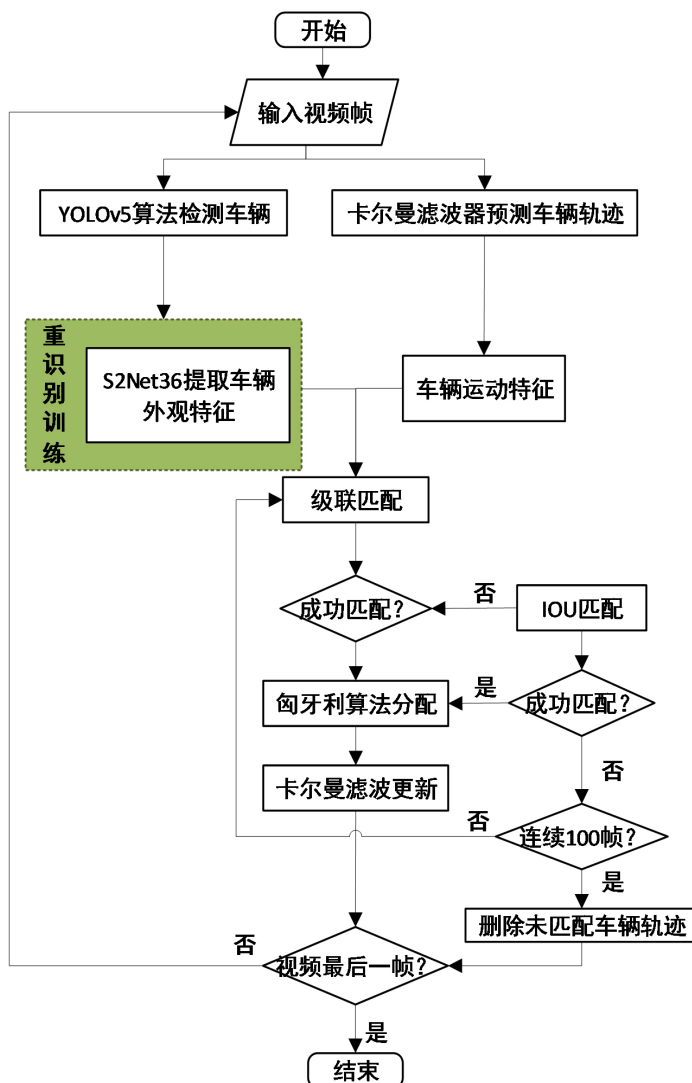 开始
输入视频帧
YOLOv5算法检测车辆
卡尔曼滤波器预测车辆轨迹
重识别训练
S2Net36提取车辆
外观特征
车辆运动特征
级联匹配
成功匹配？
否
IOU匹配
匈牙利算法分配
是
成功匹配？
卡尔曼滤波更新
否
否
连续100帧？
是
删除未匹配车辆轨迹
否
视频最后一帧？
是
结束